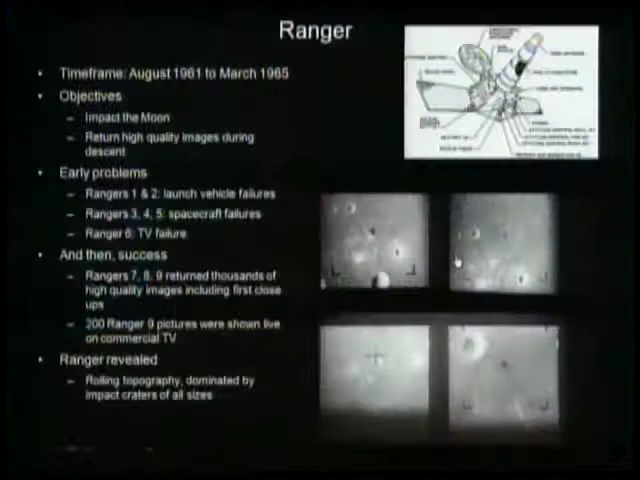 Ranger
• Timeframe: August 1961 to March 1965
• Objectives
– Impact the Moon
– Return high quality images during
descent
• Early problems
– Rangers 1 & 2: launch vehicle failures
– Rangers 3, 4, 5: spacecraft failures
– Ranger 6: TV failure
• And then, success
– Rangers 7, 8, 9 returned thousands of
high quality images including first close
ups
– 200 Ranger 9 pictures were shown live
on commercial TV
• Ranger revealed
– Rolling topography, dominated by
impact craters of all sizes